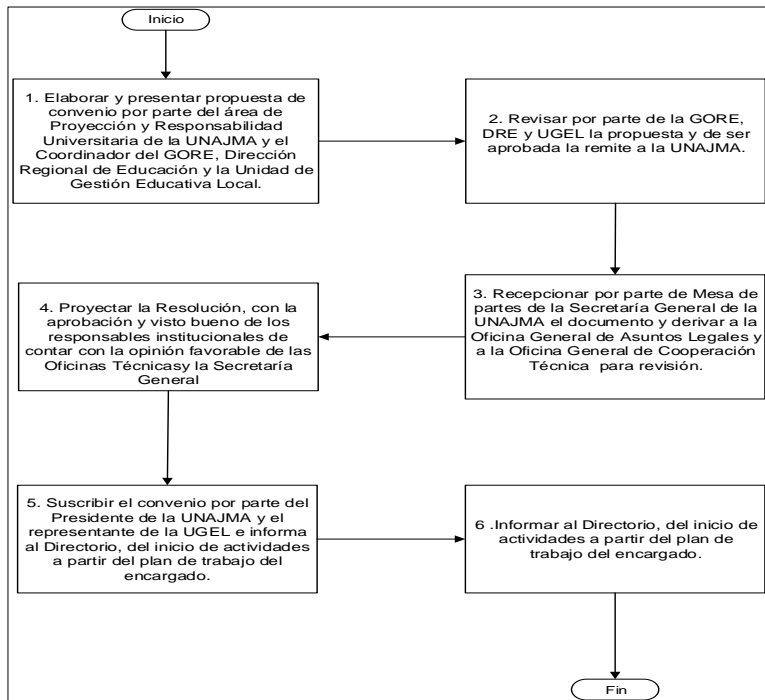 Inicio
1. Elaborar y presentar propuesta de
convenio por parte del área de
Proyección y Responsabilidad
Universitaria de la UNAJMA y el
Coordinador del GORE, Dirección
Regional de Educación y la Unidad de
Gestión Educativa Local.
2. Revisar por parte de la GORE,
DRE y UGEL la propuesta y de ser
aprobada la remite a la UNAJMA.
3. Recepcionar por parte de Mesa de
partes de la Secretaría General de la
UNAJMA el documento y derivar a la
Oficina General de Asuntos Legales y
a la Oficina General de Cooperación
Técnica  para revisión.
4. Proyectar la Resolución, con la
aprobación y visto bueno de los
responsables institucionales de
contar con la opinión favorable de las
Oficinas Técnicasy la Secretaría
General
5. Suscribir el convenio por parte del
Presidente de la UNAJMA y el
representante de la UGEL e informa
al Directorio, del inicio de actividades
a partir del plan de trabajo del
encargado.
6 .Informar al Directorio, del inicio de
actividades a partir del plan de
trabajo del encargado.
Fin